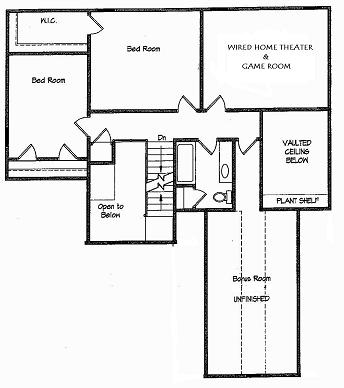 W.I.C.
Bed Room
WIRED HOME THEATER
&
GAME ROOM
Bed Room
Dn
VAULTED
CEILING
BELOW
Open to
Below
PLANT SHELF
Bonus Room
UNFINISHED